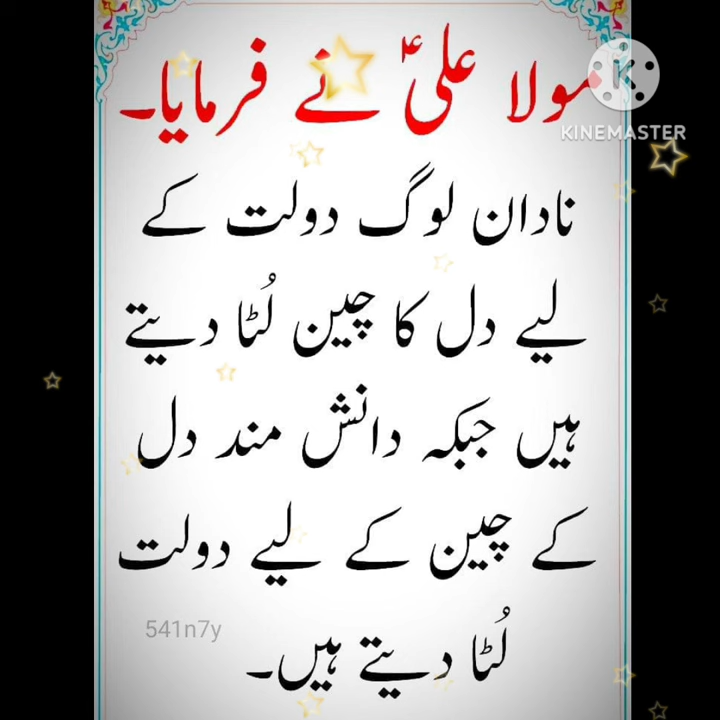 مولا علیؑ نے فرمایا۔
KINEMASTER
نادان لوگ دولت کے
لیے دل کا چین لُٹا دیتے
ہیں جبکہ دانش مند دل
کے چین کے لیے دولت
541n7y
لُٹا دیتے ہیں۔